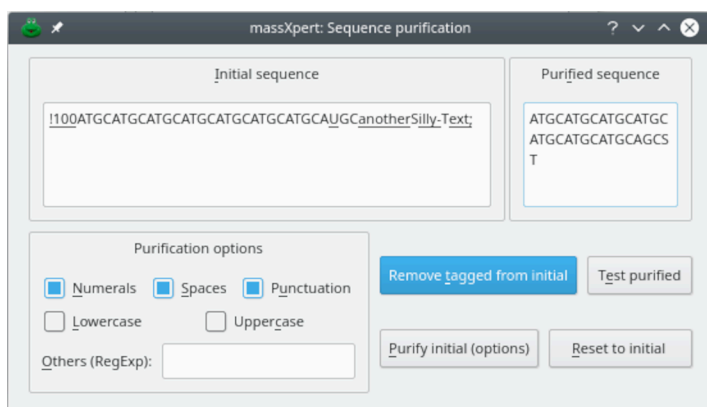 massXpert: Sequence purification
Initial sequence
!100ATGCATGCATGCATGCATGCATGCATGCAUGCanotherSilly-Text;
Purified sequence
ATGCATGCATGCATGC
ATGCATGCATGCAGCS
T
Purification options
Numerals Spaces Punctuation
Lowercase Uppercase
Others (RegExp):
Remove tagged from initial Test purified
Purify initial (options) Reset to initial